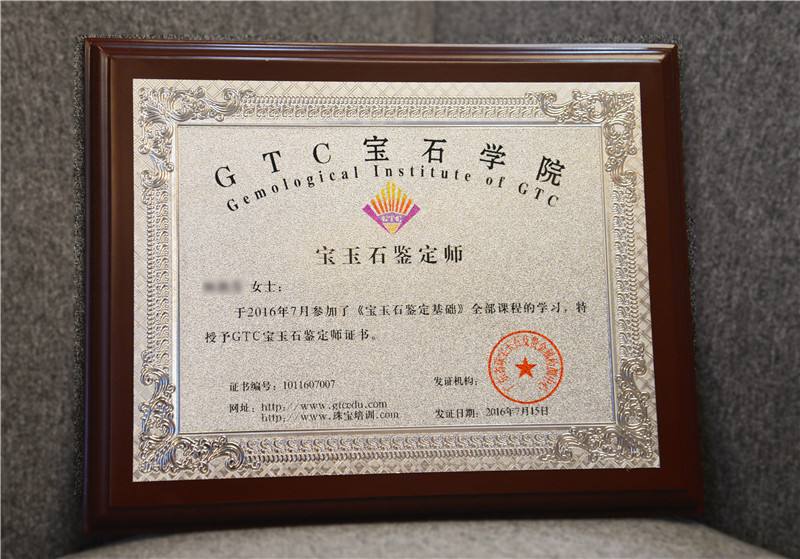 GTC宝石学院
Gemological Institute of GTC
GTC
宝玉石鉴定师
女士：
于2016年7月参加了《宝玉石鉴定基础》全部课程的学习，特
授予GTC宝玉石鉴定师证书。
证书编号：1011607007
发证机构：
网址：http://www.gtcedu.com
http://www.珠宝培训.com
发证日期：2016年7月15日